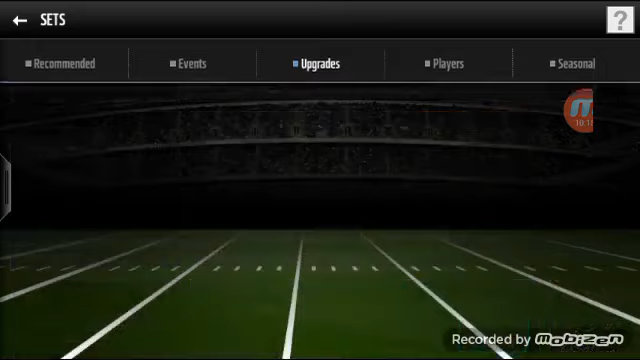 SETS
?
Recommended
Events
Upgrades
Players
Seasonal
Recorded by Mobizen